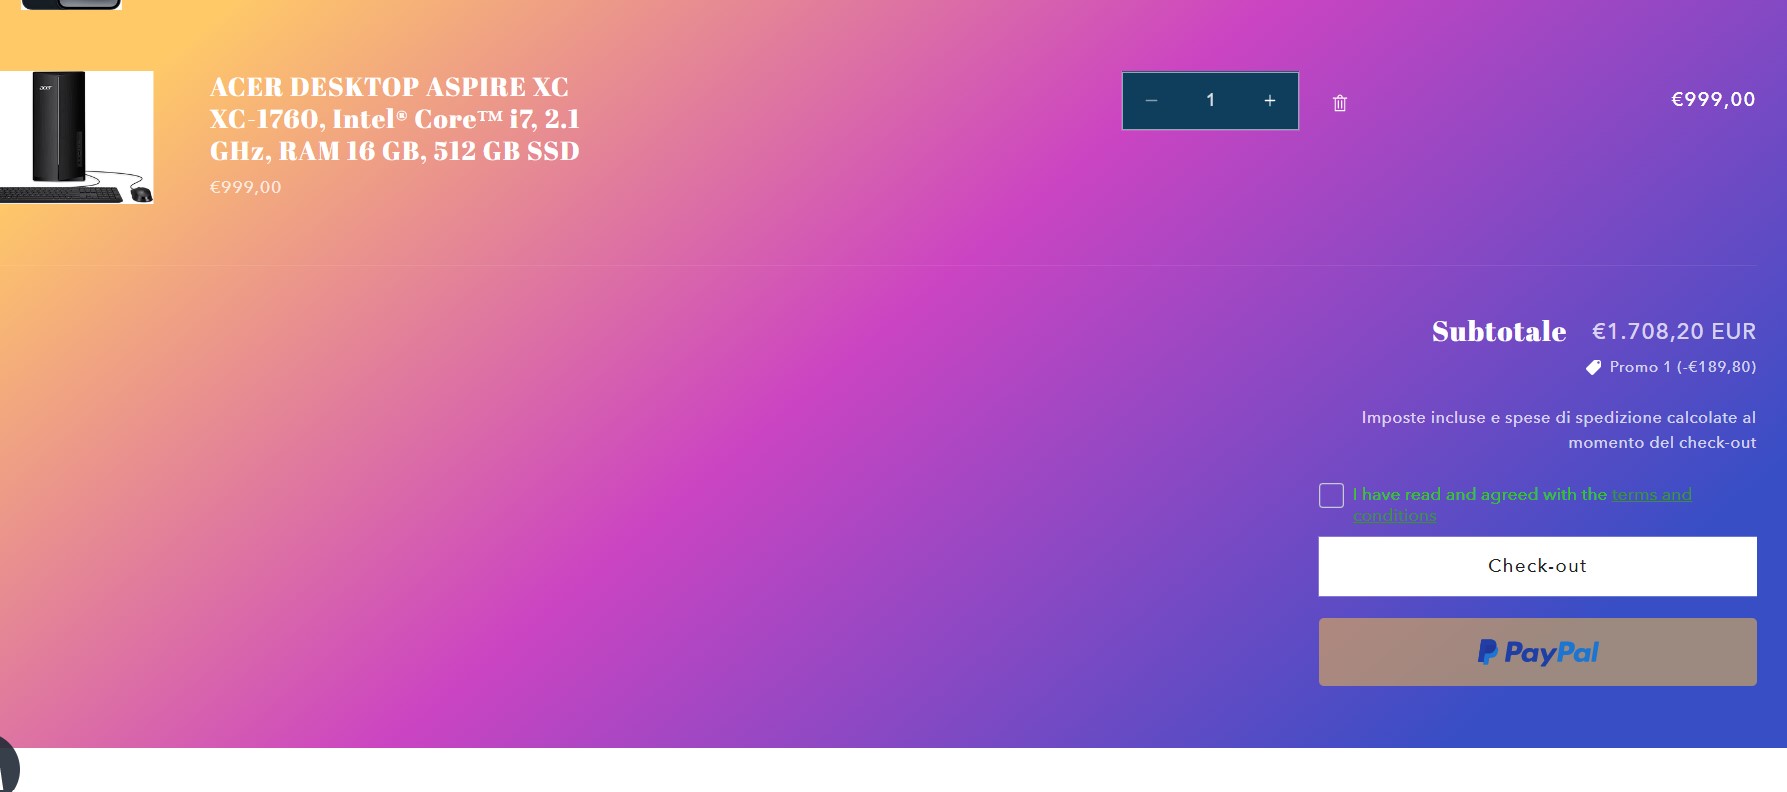 acer
ACER DESKTOP ASPIRE XC
XC-1760, Intel® Core™ i7, 2.1
GHz, RAM 16 GB, 512 GB SSD
€999,00
− 1 +
€999,00
Subtotale €1.708,20 EUR
Promo 1 (-€189,80)
Imposte incluse e spese di spedizione calcolate al
momento del check-out
I have read and agreed with the terms and
conditions
Check-out
PayPal